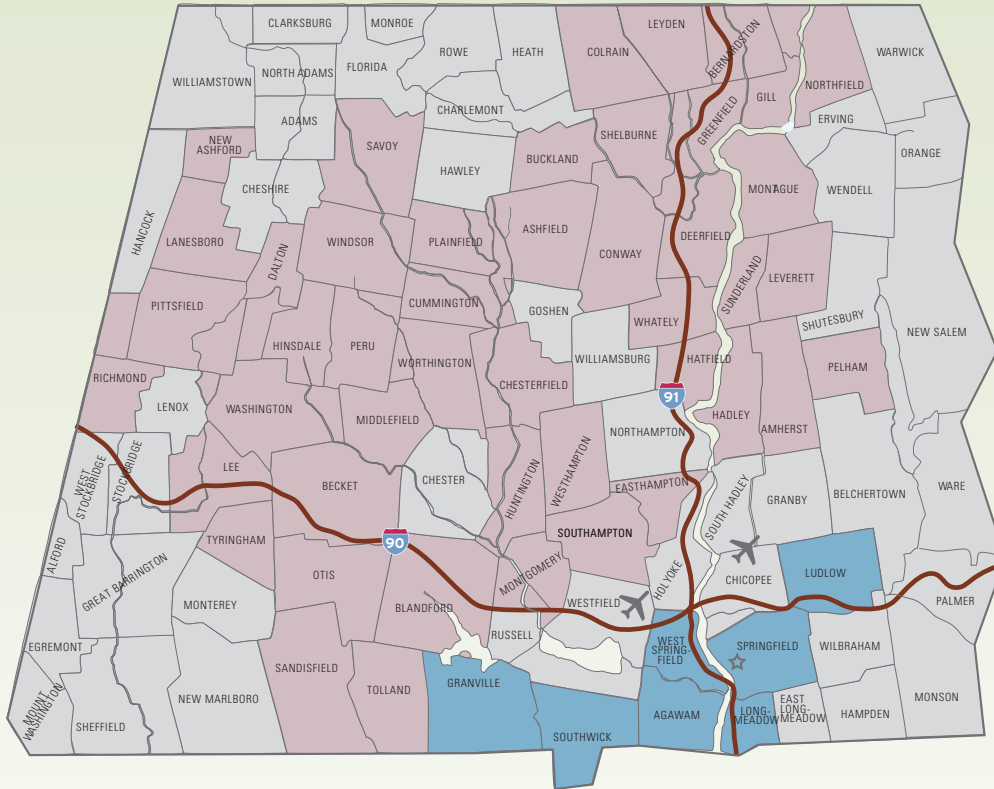 CLARKSBURG
MONROE
LEYDEN
BERNARDSTON
WILLIAMSTOWN
NORTH ADAMS
FLORIDA
ROWE
HEATH
COLRAIN
GILL
NORTHFIELD
WARWICK
ADAMS
CHARLEMONT
SHELBURNE
GREENFIELD
ERVING
NEW
ASHFORD
SAVOY
HAWLEY
BUCKLAND
ORANGE
CHESHIRE
MONTAGUE
WENDELL
HANCOCK
LANESBORO
DALTON
WINDSOR
PLAINFIELD
ASHFIELD
CONWAY
DEERFIELD
SUNDERLAND
LEVERETT
PITTSFIELD
CUMMINGTON
GOSHEN
WHATELY
SHUTESBURY
NEW SALEM
HINSDALE
PERU
WORTHINGTON
WILLIAMSBURG
HATFIELD
PELHAM
RICHMOND
CHESTERFIELD
91
LENOX
WASHINGTON
MIDDLEFIELD
NORTHAMPTON
HADLEY
AMHERST
WEST
STOCKBRIDGE
STOCKBRIDGE
LEE
BECKET
CHESTER
HUNTINGTON
WESTHAMPTON
EASTHAMPTON
SOUTH HADLEY
GRANBY
BELCHERTOWN
WARE
ALFORD
TYRINGHAM
90
SOUTHAMPTON
GREAT BARRINGTON
OTIS
MONTGOMERY
HOLYOKE
CHICOPEE
LUDLOW
MONTEREY
BLANDFORD
WESTFIELD
PALMER
EGREMONT
RUSSELL
WEST
SPRING-
FIELD
SPRINGFIELD
WILBRAHAM
MOUNT
WASHINGTON
SHEFFIELD
NEW MARLBORO
SANDISFIELD
TOLLAND
GRANVILLE
SOUTHWICK
AGAWAM
LONG-
MEADOW
EAST
LONG-
MEADOW
HAMPDEN
MONSON